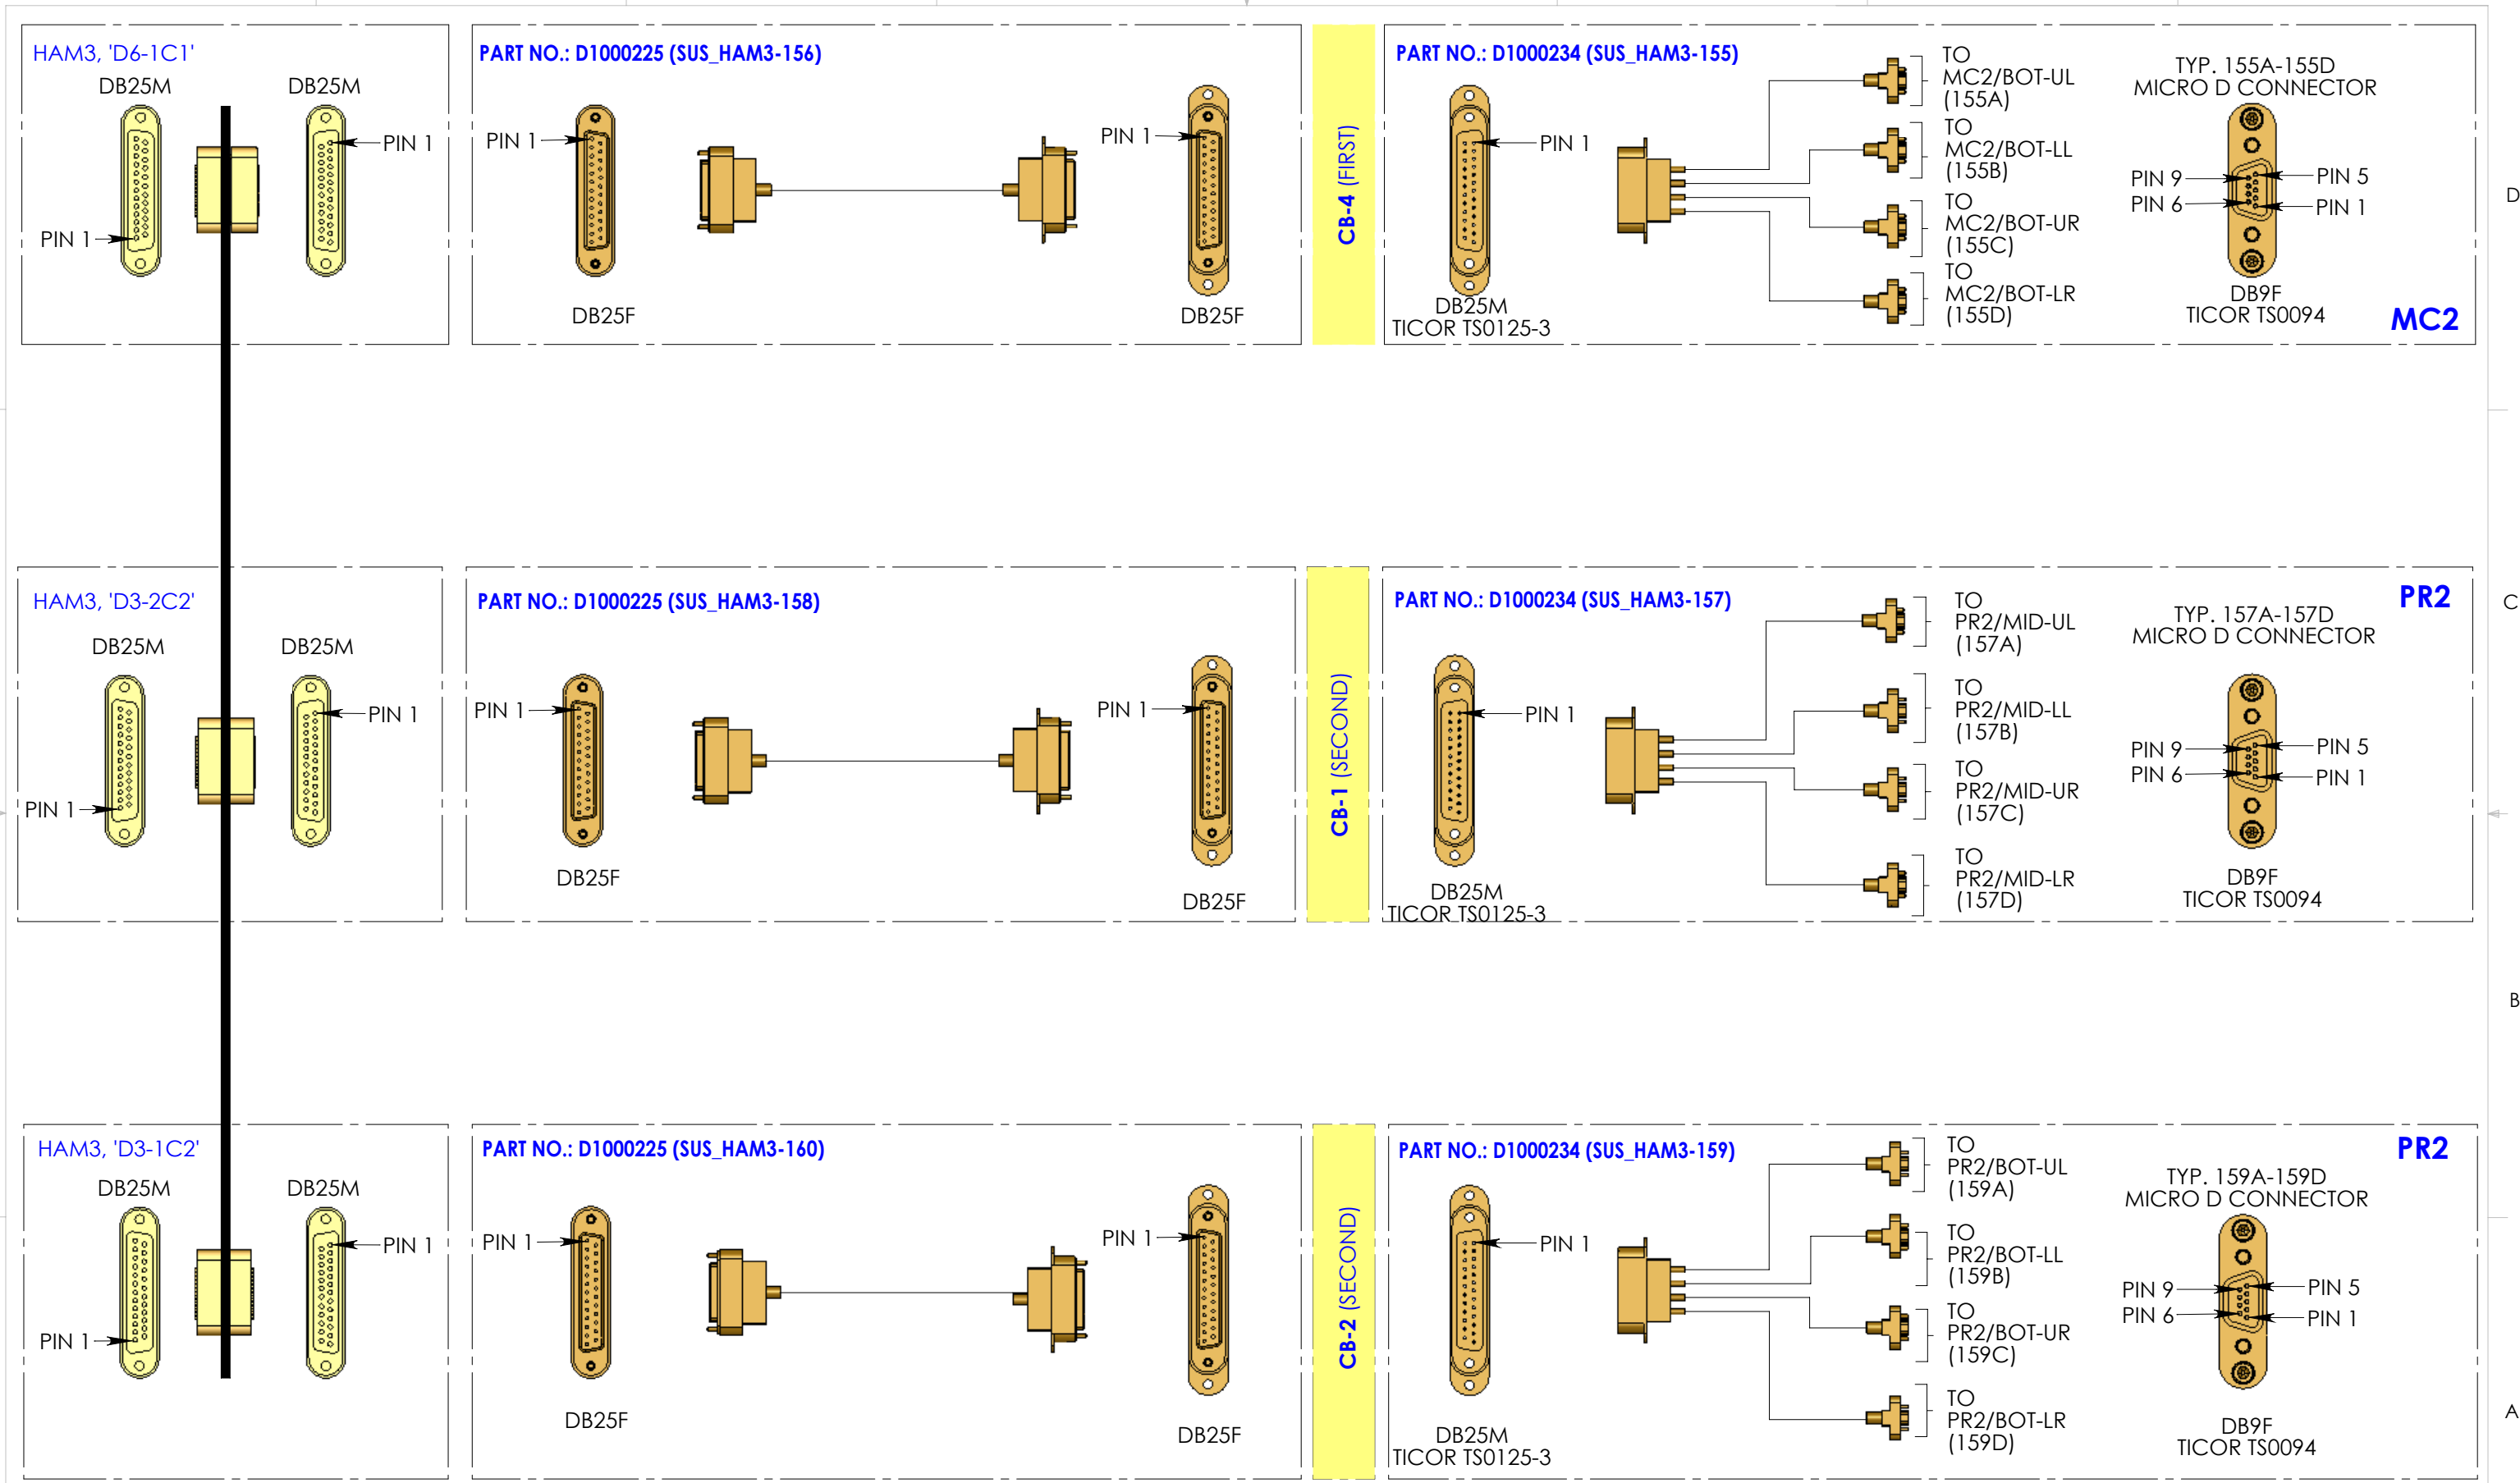 HAM3, 'D6-1C1'
DB25M
DB25M
PIN 1
PIN 1
PART NO.: D1000225 (SUS_HAM3-156)
PIN 1
DB25F
PIN 1
DB25F
CB-4 (FIRST)
PART NO.: D1000234 (SUS_HAM3-155)
PIN 1
DB25M
TICOR TS0125-3
TO
MC2/BOT-UL
(155A)
TO
MC2/BOT-LL
(155B)
TO
MC2/BOT-UR
(155C)
TO
MC2/BOT-LR
(155D)
TYP. 155A-155D
MICRO D CONNECTOR
PIN 9
PIN 5
PIN 6
PIN 1
DB9F
TICOR TS0094
MC2
D
HAM3, 'D3-2C2'
DB25M
DB25M
PIN 1
PIN 1
PART NO.: D1000225 (SUS_HAM3-158)
PIN 1
DB25F
PIN 1
DB25F
CB-1 (SECOND)
PART NO.: D1000234 (SUS_HAM3-157)
PIN 1
DB25M
TICOR TS0125-3
TO
PR2/MID-UL
(157A)
TO
PR2/MID-LL
(157B)
TO
PR2/MID-UR
(157C)
TO
PR2/MID-LR
(157D)
PR2
TYP. 157A-157D
MICRO D CONNECTOR
PIN 9
PIN 5
PIN 6
PIN 1
DB9F
TICOR TS0094
C
B
HAM3, 'D3-1C2'
DB25M
DB25M
PIN 1
PIN 1
PART NO.: D1000225 (SUS_HAM3-160)
PIN 1
DB25F
PIN 1
DB25F
CB-2 (SECOND)
PART NO.: D1000234 (SUS_HAM3-159)
PIN 1
DB25M
TICOR TS0125-3
TO
PR2/BOT-UL
(159A)
TO
PR2/BOT-LL
(159B)
TO
PR2/BOT-UR
(159C)
TO
PR2/BOT-LR
(159D)
PR2
TYP. 159A-159D
MICRO D CONNECTOR
PIN 9
PIN 5
PIN 6
PIN 1
DB9F
TICOR TS0094
A